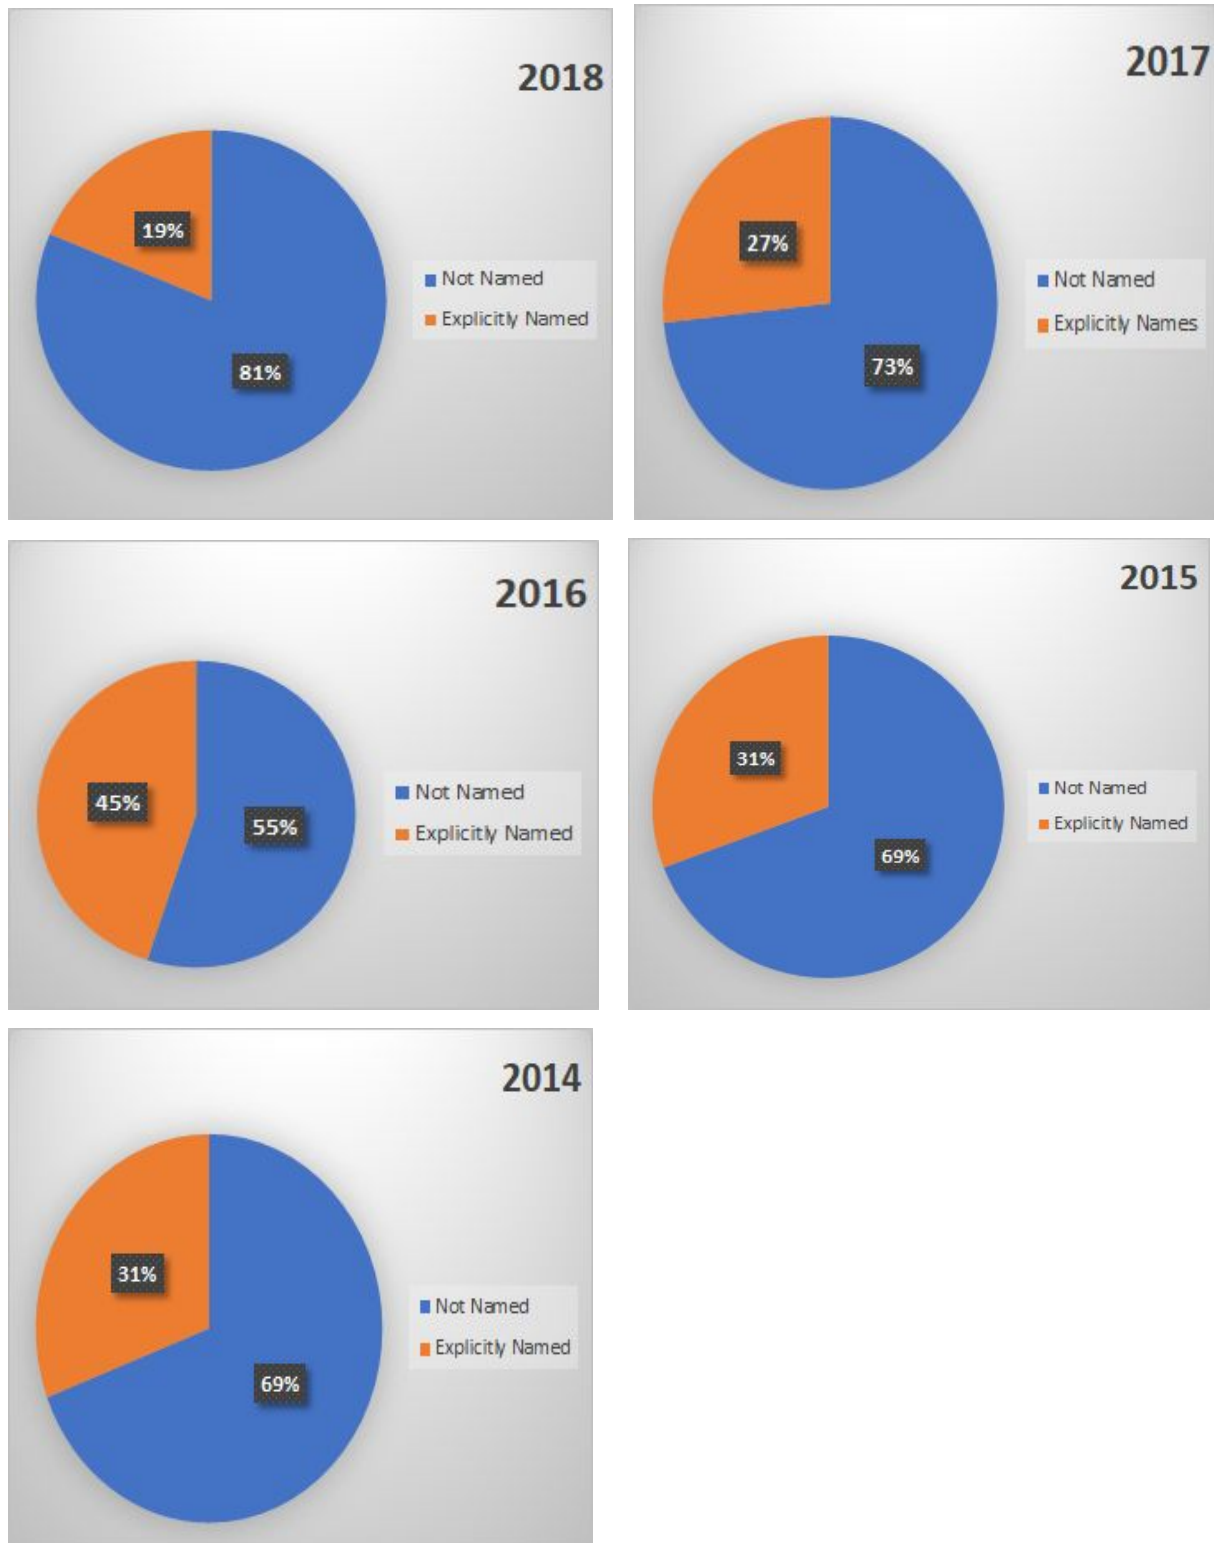 2018
19%
81%
Not Named
Explicitly Named
2017
27%
73%
Not Named
Explicitly Names
2016
45%
55%
Not Named
Explicitly Named
2015
31%
69%
Not Named
Explicitly Named
2014
31%
69%
Not Named
Explicitly Named